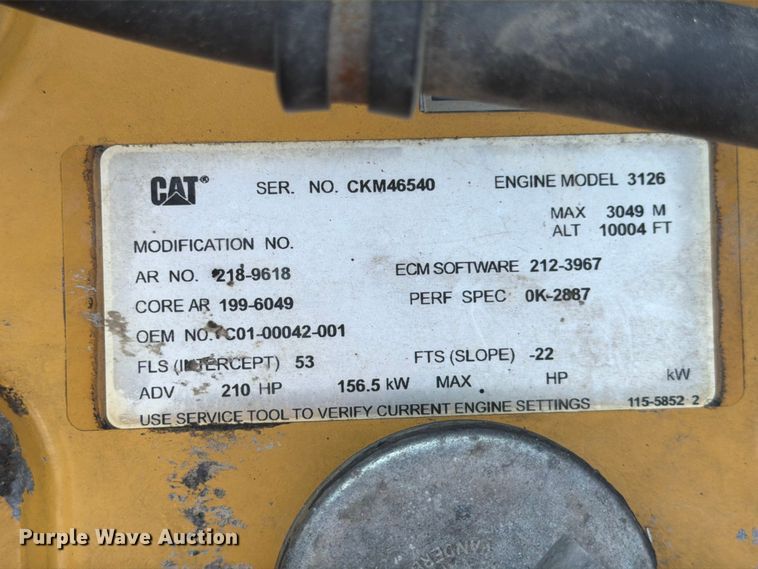 CAT® SER. NO. CKM46540 ENGINE MODEL 3126
MAX 3049 M
ALT 10004 FT
MODIFICATION NO.
AR NO. 218-9618 ECM SOFTWARE 212-3967
CORE AR 199-6049 PERF SPEC 0K-2887
OEM NO. C01-00042-001
FLS (INTERCEPT) 53 FTS (SLOPE) -22
ADV 210 HP 156.5 kW MAX HP kW
USE SERVICE TOOL TO VERIFY CURRENT ENGINE SETTINGS 115-5852 2
Purple Wave Auction